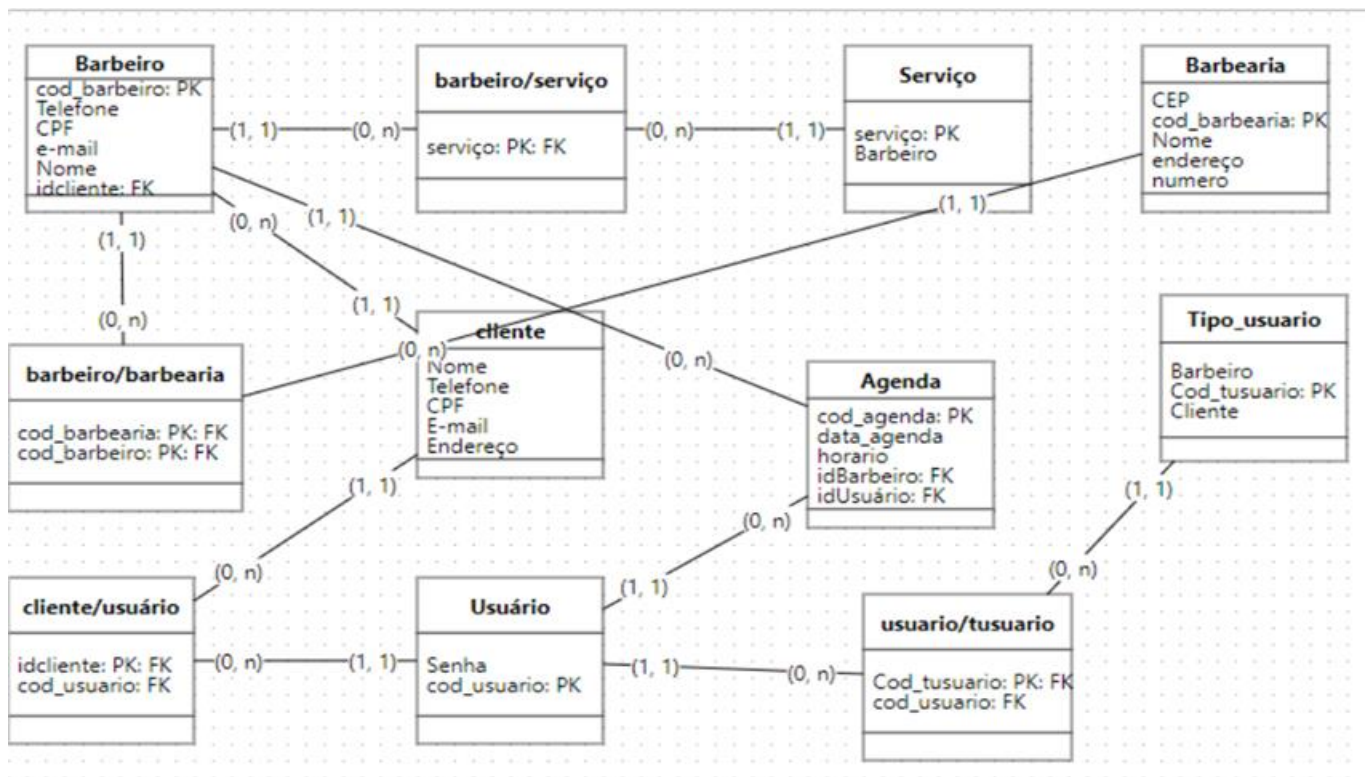 Barbeiro
cod_barbeiro: PK
Telefone
CPF
e-mail
Nome
idcliente: FK
(1, 1)
(0, n)
barbeiro/serviço
serviço: PK: FK
(0, n)
(1, 1)
Serviço
serviço: PK
Barbeiro
Barbearia
CEP
cod_barbearia: PK
Nome
endereço
numero
(1, 1)
(0, n)
(1, 1)
(1, 1)
(0, n)
(1, 1)
(0, n)
(0, n)
barbeiro/barbearia
cod_barbearia: PK: FK
cod_barbeiro: PK: FK
cliente
Nome
Telefone
CPF
E-mail
Endereço
Agenda
cod_agenda: PK
data_agenda
horario
idBarbeiro: FK
idUsuário: FK
Tipo_usuario
Barbeiro
Cod_tusuario: PK
Cliente
(1, 1)
(0, n)
(0, n)
(1, 1)
(1, 1)
(0, n)
cliente/usuário
idcliente: PK: FK
cod_usuario: FK
(0, n)
(1, 1)
Usuário
Senha
cod_usuario: PK
(1, 1)
(0, n)
usuario/tusuario
Cod_tusuario: PK: FK
cod_usuario: FK